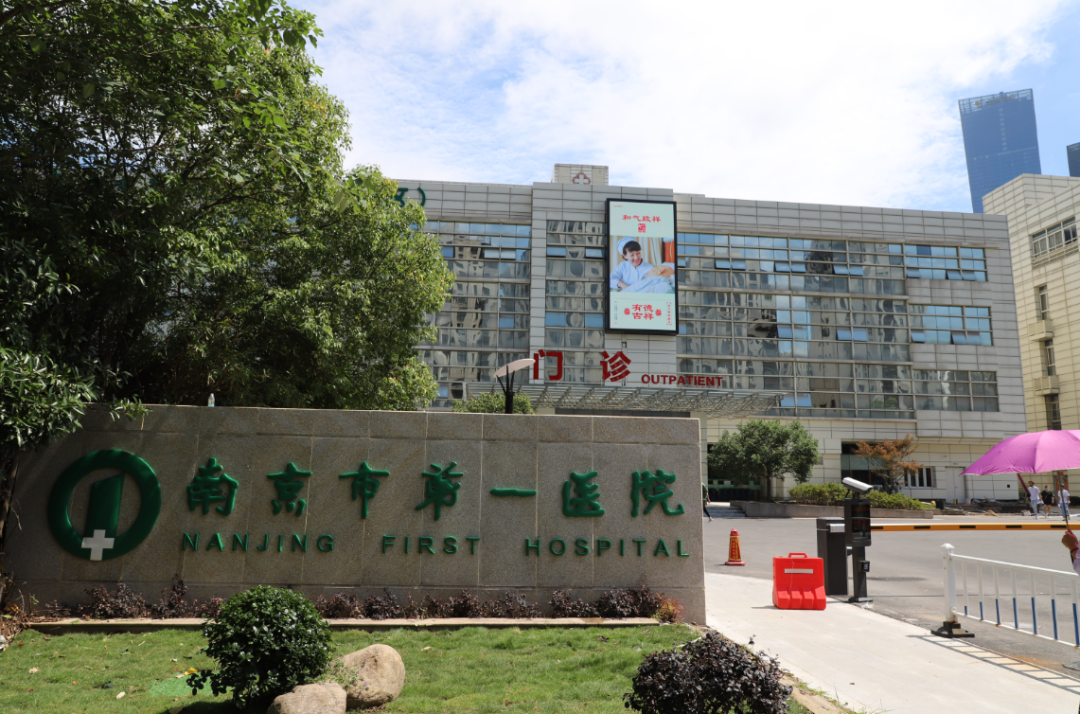 和气致祥
有德
吉祥
门诊 OUTPATIENT
南京市第一医院
NANJING FIRST HOSPITAL